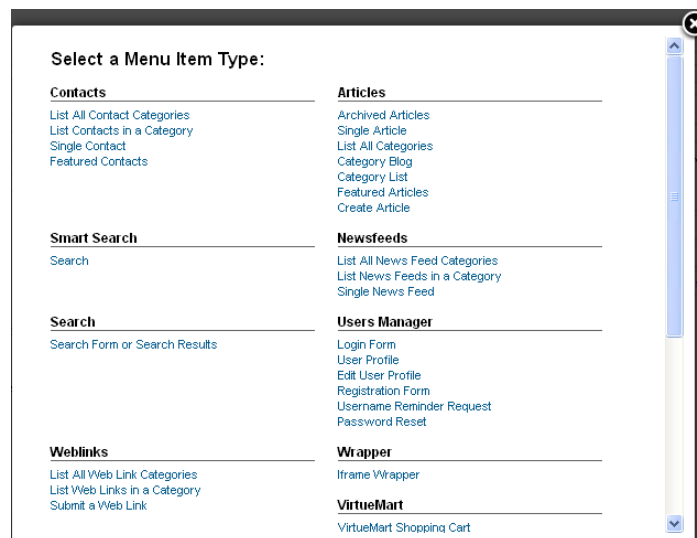 Select a Menu Item Type:
Contacts
List All Contact Categories
List Contacts in a Category
Single Contact
Featured Contacts
Articles
Archived Articles
Single Article
List All Categories
Category Blog
Category List
Featured Articles
Create Article
Smart Search
Search
Newsfeeds
List All News Feed Categories
List News Feeds in a Category
Single News Feed
Search
Search Form or Search Results
Users Manager
Login Form
User Profile
Edit User Profile
Registration Form
Username Reminder Request
Password Reset
Weblinks
List All Web Link Categories
List Web Links in a Category
Submit a Web Link
Wrapper
Iframe Wrapper
VirtueMart
VirtueMart Shopping Cart